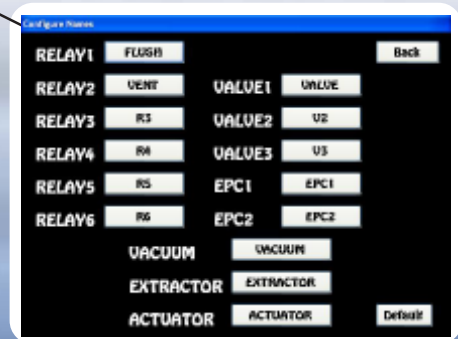 Configure Names
RELAY1 FLUSH Back
RELAY2 VENT VALVE1 VALVE
RELAY3 R3 VALVE2 V2
RELAY4 R4 VALVE3 V3
RELAY5 R5 EPC1 EPC1
RELAY6 R6 EPC2 EPC2
VACUUM VACUUM
EXTRACTOR EXTRACTOR
ACTUATOR ACTUATOR Default